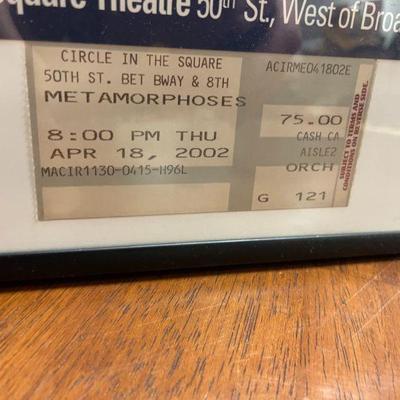 Square Theatre 50th St., West of Broa
CIRCLE IN THE SQUARE
50TH ST. BET BWAY & 8TH
METAMORPHOSES
8:00 PM THU
APR 18, 2002
MACIR1130-0415-H96L
ACIRME041802E
75.00
CASH CA
AISLE2
ORCH
G 121
SUBJECT TO TERMS AND
CONDITIONS ON REVERSE SIDE.